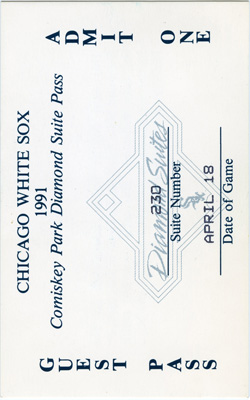 ADMIT ONE
CHICAGO WHITE SOX
1991
Comiskey Park Diamond Suite Pass
Diamond Suites
Sox
230
Suite Number
APRIL 18
Date of Game
GUEST PASS